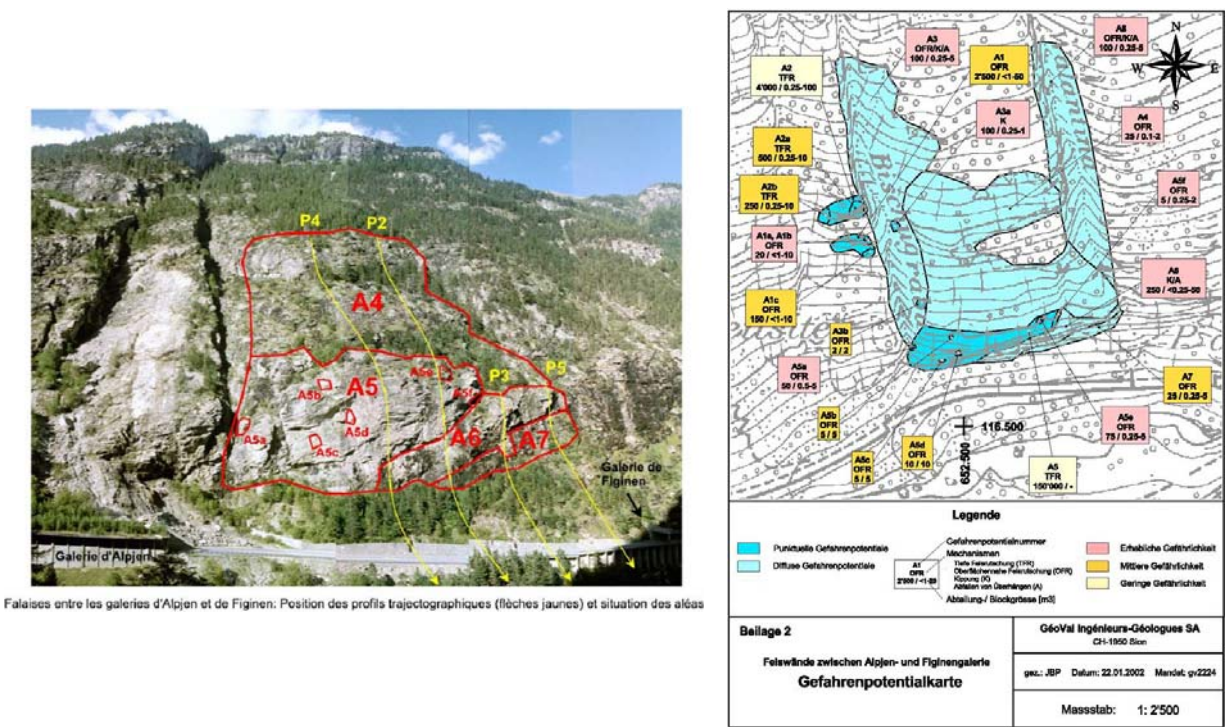 P4
P2
A4
A5
A5e
A5b
A5f
P3
P5
A5d
A6
A7
A5a
A5c
Galerie de
Figinen
Galerie d'Alpjen
Falaises entre les galeries d'Alpjen et de Figinen: Position des profils trajectographiques (flèches jaunes) et situation des aléas
A3
OFR/K/A
100 / 0.25-5
A8
OFR/K/A
100 / 0.25-5
N
W
E
S
A2
TFR
4'000 / 0.25-100
A1
OFR
2'500 / <1-50
A3a
K
100 / 0.25-1
A4
OFR
25 / 0.1-2
A2a
TFR
500 / 0.25-10
A2b
TFR
250 / 0.25-10
A5f
OFR
5 / 0.25-2
A1a, A1b
OFR
20 / <1-10
A6
K/A
250 / <0.25-50
A1c
OFR
150 / <1-10
A3b
OFR
2 / 2
A5a
OFR
50 / 0.5-5
A7
OFR
25 / 0.25-5
A5b
OFR
5 / 5
A5e
OFR
75 / 0.25-5
A5c
OFR
5 / 5
A5d
OFR
10 / 10
116.500
652.500
A5
TFR
150'000 / -
Legende
Punktuelle Gefahrenpotentiale
Diffuse Gefahrenpotentiale
Gefahrenpotentialnummer
Mechanismen
Tiefe Felsrutschung (TFR)
Oberflächennahe Felsrutschung (OFR)
Kippung (K)
Abfallen von Überhängen (A)
Abteilung-/ Blockgrösse [m3]
A1
OFR
2'500 / <1-50
Erhebliche Gefährlichkeit
Mittlere Gefährlichkeit
Geringe Gefährlichkeit
Beilage 2
Felswände zwischen Alpjen- und Figinengalerie
Gefahrenpotentialkarte
GéoVal Ingénieurs-Géologues SA
CH-1950 Sion
gez.: JBP Datum: 22.01.2002 Mandat: gv2224
Massstab: 1: 2'500